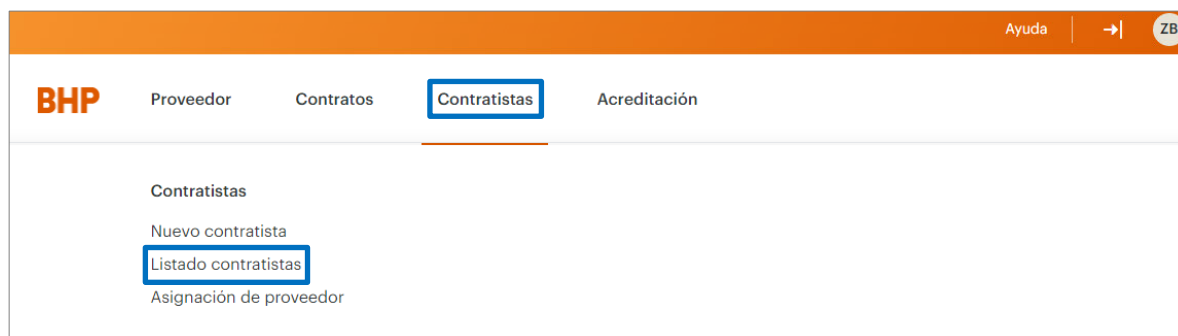 Ayuda ZB
BHP Proveedor Contratos Contratistas Acreditación
Contratistas
Nuevo contratista
Listado contratistas
Asignación de proveedor